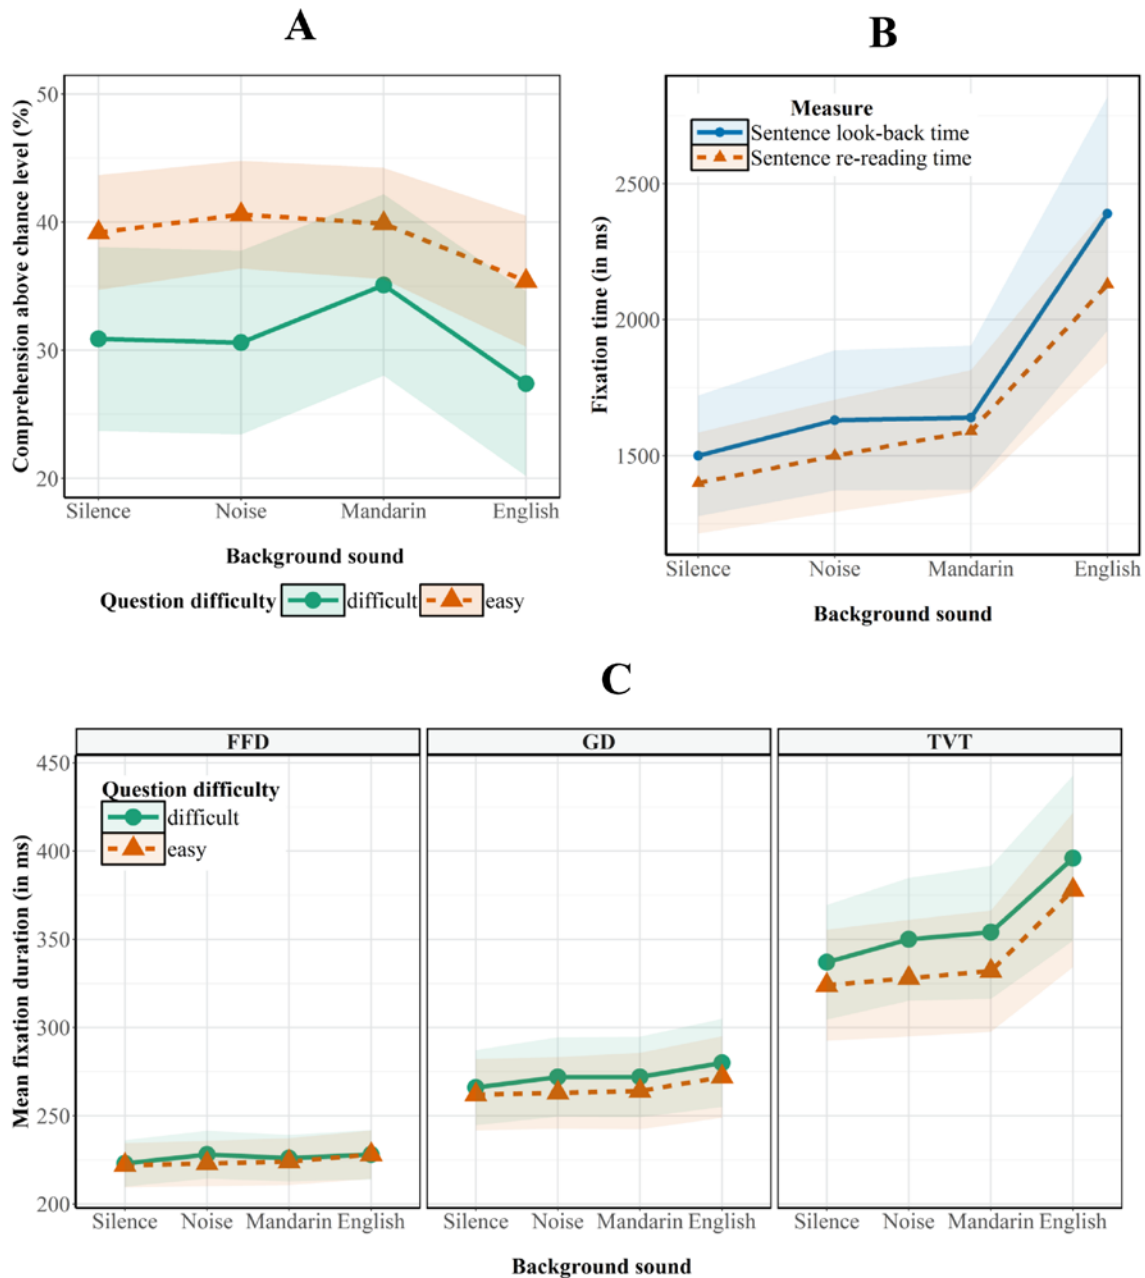 A
Comprehension above chance level (%)
50
40
30
20
Silence Noise Mandarin English
Background sound
Question difficulty difficult easy
B
Fixation time (in ms)
Measure
Sentence look-back time
Sentence re-reading time
2500
2000
1500
Silence Noise Mandarin English
Background sound
C
FFD GD TVT
Mean fixation duration (in ms)
Question difficulty
difficult
easy
450
400
350
300
250
200
Silence Noise Mandarin English Silence Noise Mandarin English Silence Noise Mandarin English
Background sound